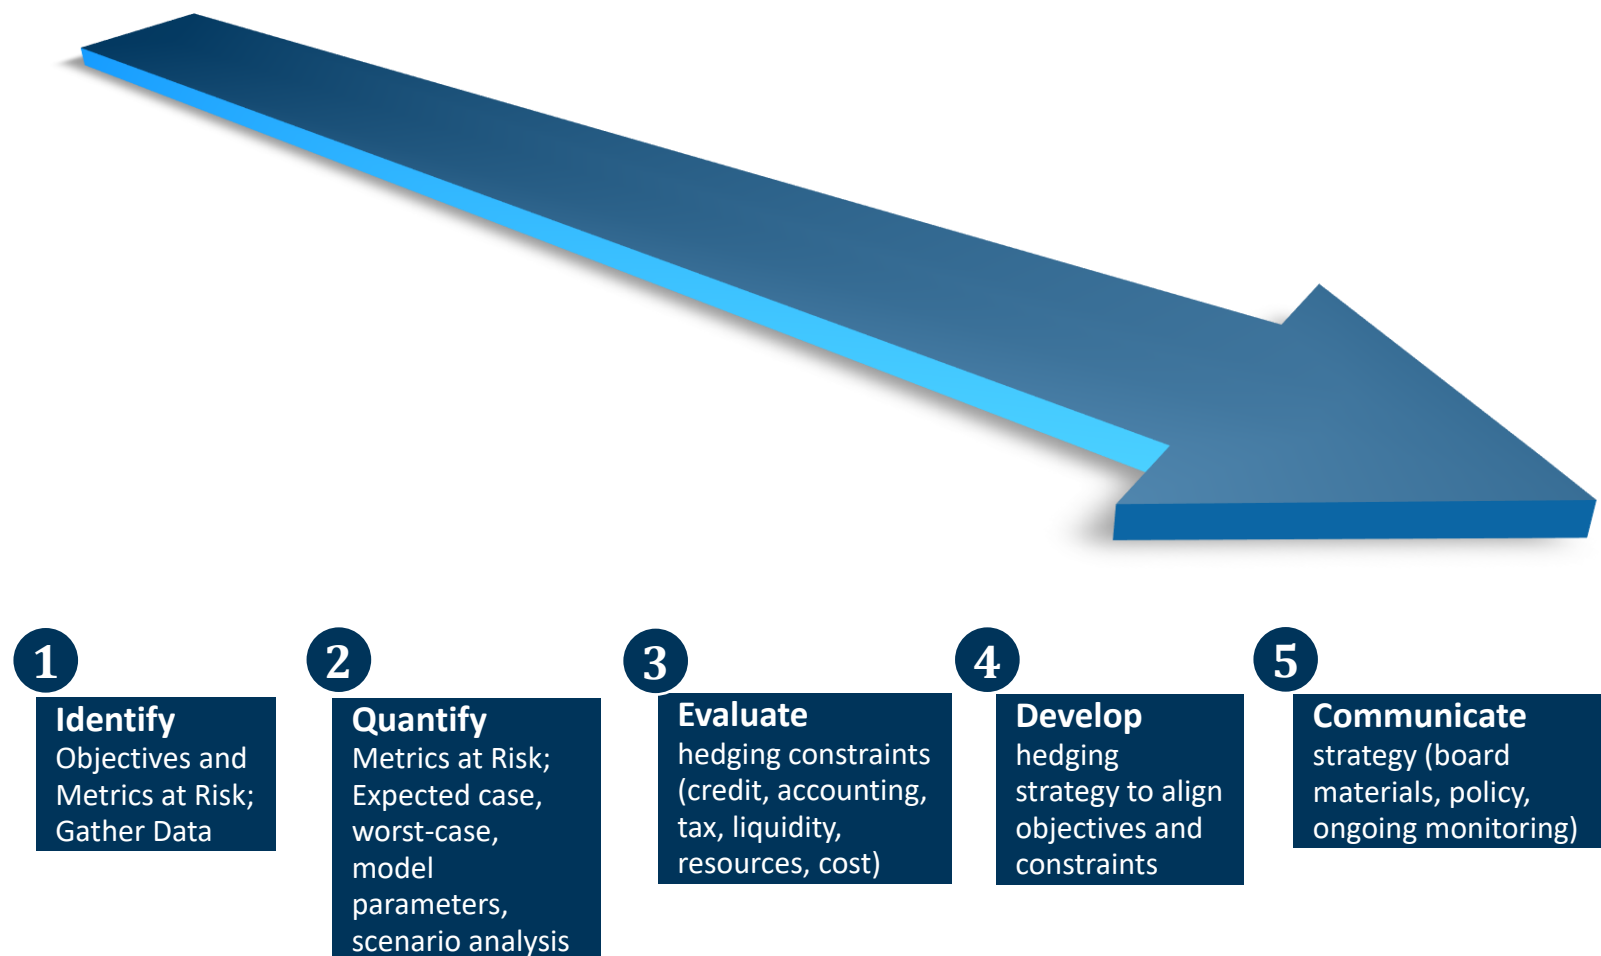 1
Identify
Objectives and
Metrics at Risk;
Gather Data
2
Quantify
Metrics at Risk;
Expected case,
worst-case,
model
parameters,
scenario analysis
3
Evaluate
hedging constraints
(credit, accounting,
tax, liquidity,
resources, cost)
4
Develop
hedging
strategy to align
objectives and
constraints
5
Communicate
strategy (board
materials, policy,
ongoing monitoring)